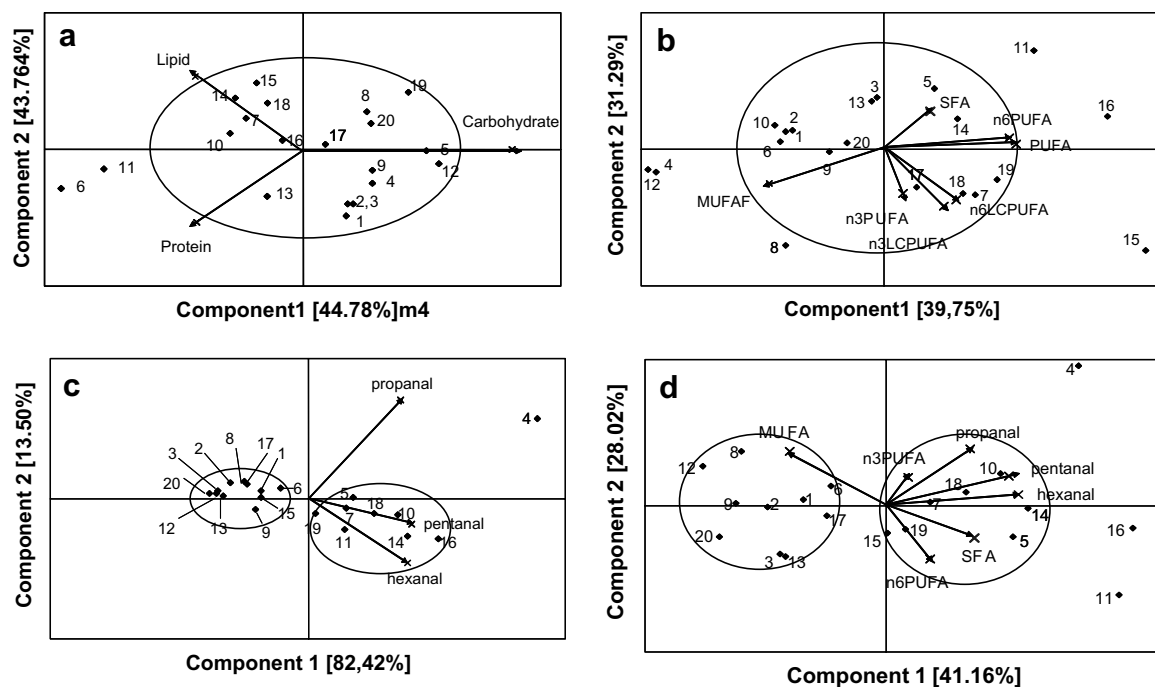 a
Component 2 [43.764%]
Lipid
15
14
18
7
10
16
17
8
20
19
Carbohydrate
5
12
9
4
2,3
1
11
6
13
Protein
Component1 [44.78%]m4
b
Component 2 [31.29%]
11
3
13
5
SFA
16
10
2
1
6
20
14
n6PUFA
PUFA
9
4
12
MUFAF
17
18
7
19
n6LCPUFA
n3PUFA
n3LCPUFA
8
15
Component1 [39,75%]
c
Component 2 [13.50%]
propanal
4
8
17
2
1
3
6
20
5
18
10
7
pentanal
12
13
15
9
19
11
14
16
hexanal
Component 1 [82,42%]
d
Component 2 [28.02%]
4
MUFA
8
12
propanal
n3PUFA
10
pentanal
18
hexanal
6
9
2
1
7
17
14
20
15
19
SFA
5
16
3
13
n6PUFA
11
Component 1 [41.16%]